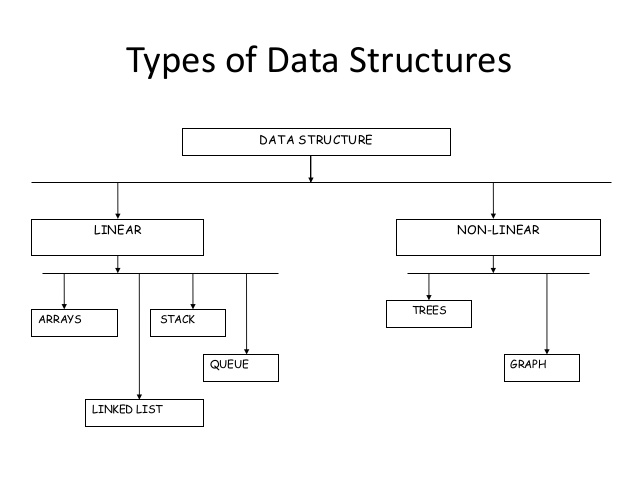 Types of Data Structures
DATA STRUCTURE
LINEAR
NON-LINEAR
ARRAYS
STACK
TREES
QUEUE
GRAPH
LINKED LIST